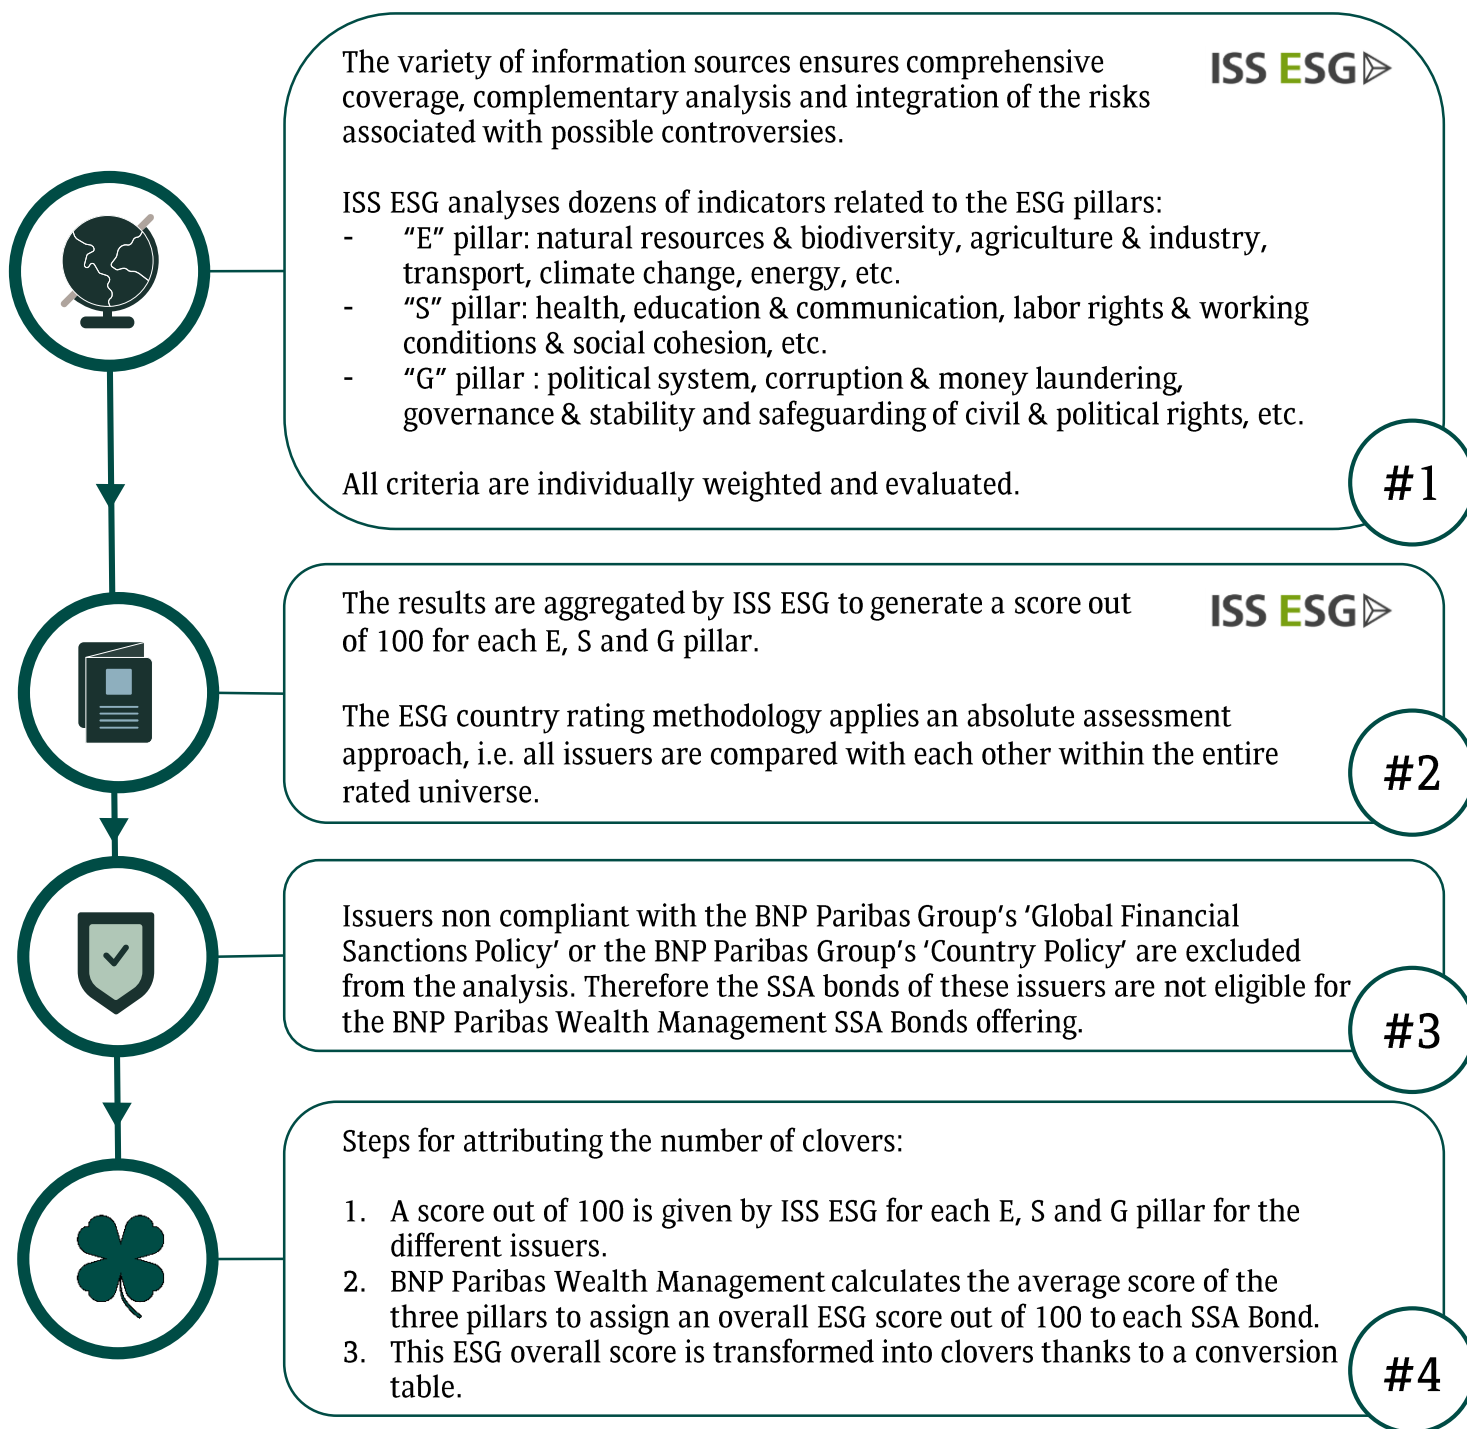 The variety of information sources ensures comprehensive
coverage, complementary analysis and integration of the risks
associated with possible controversies.
ISS ESG
ISS ESG analyses dozens of indicators related to the ESG pillars:
- “E” pillar: natural resources & biodiversity, agriculture & industry,
transport, climate change, energy, etc.
- “S” pillar: health, education & communication, labor rights & working
conditions & social cohesion, etc.
- “G” pillar : political system, corruption & money laundering,
governance & stability and safeguarding of civil & political rights, etc.
All criteria are individually weighted and evaluated.
#1
The results are aggregated by ISS ESG to generate a score out
of 100 for each E, S and G pillar.
ISS ESG
The ESG country rating methodology applies an absolute assessment
approach, i.e. all issuers are compared with each other within the entire
rated universe.
#2
Issuers non compliant with the BNP Paribas Group’s ‘Global Financial
Sanctions Policy’ or the BNP Paribas Group’s ‘Country Policy’ are excluded
from the analysis. Therefore the SSA bonds of these issuers are not eligible for
the BNP Paribas Wealth Management SSA Bonds offering.
#3
Steps for attributing the number of clovers:
1. A score out of 100 is given by ISS ESG for each E, S and G pillar for the
different issuers.
2. BNP Paribas Wealth Management calculates the average score of the
three pillars to assign an overall ESG score out of 100 to each SSA Bond.
3. This ESG overall score is transformed into clovers thanks to a conversion
table.
#4